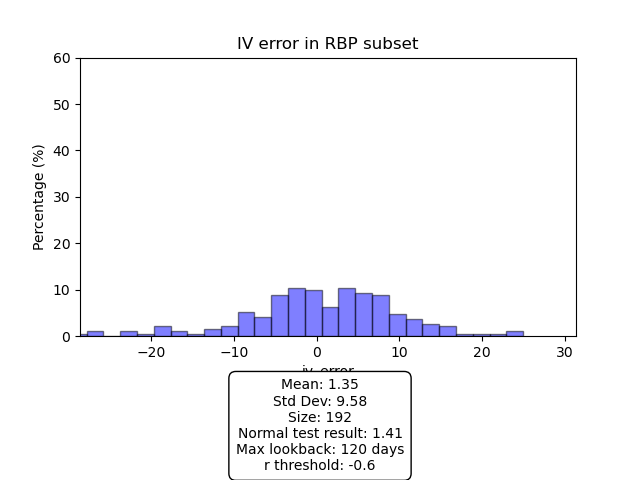 IV error in RBP subset
60
50
40
30
20
10
0
Percentage (%)
−20
−10
0
10
20
30
iv_error
Mean: 1.35
Std Dev: 9.58
Size: 192
Normal test result: 1.41
Max lookback: 120 days
r threshold: -0.6